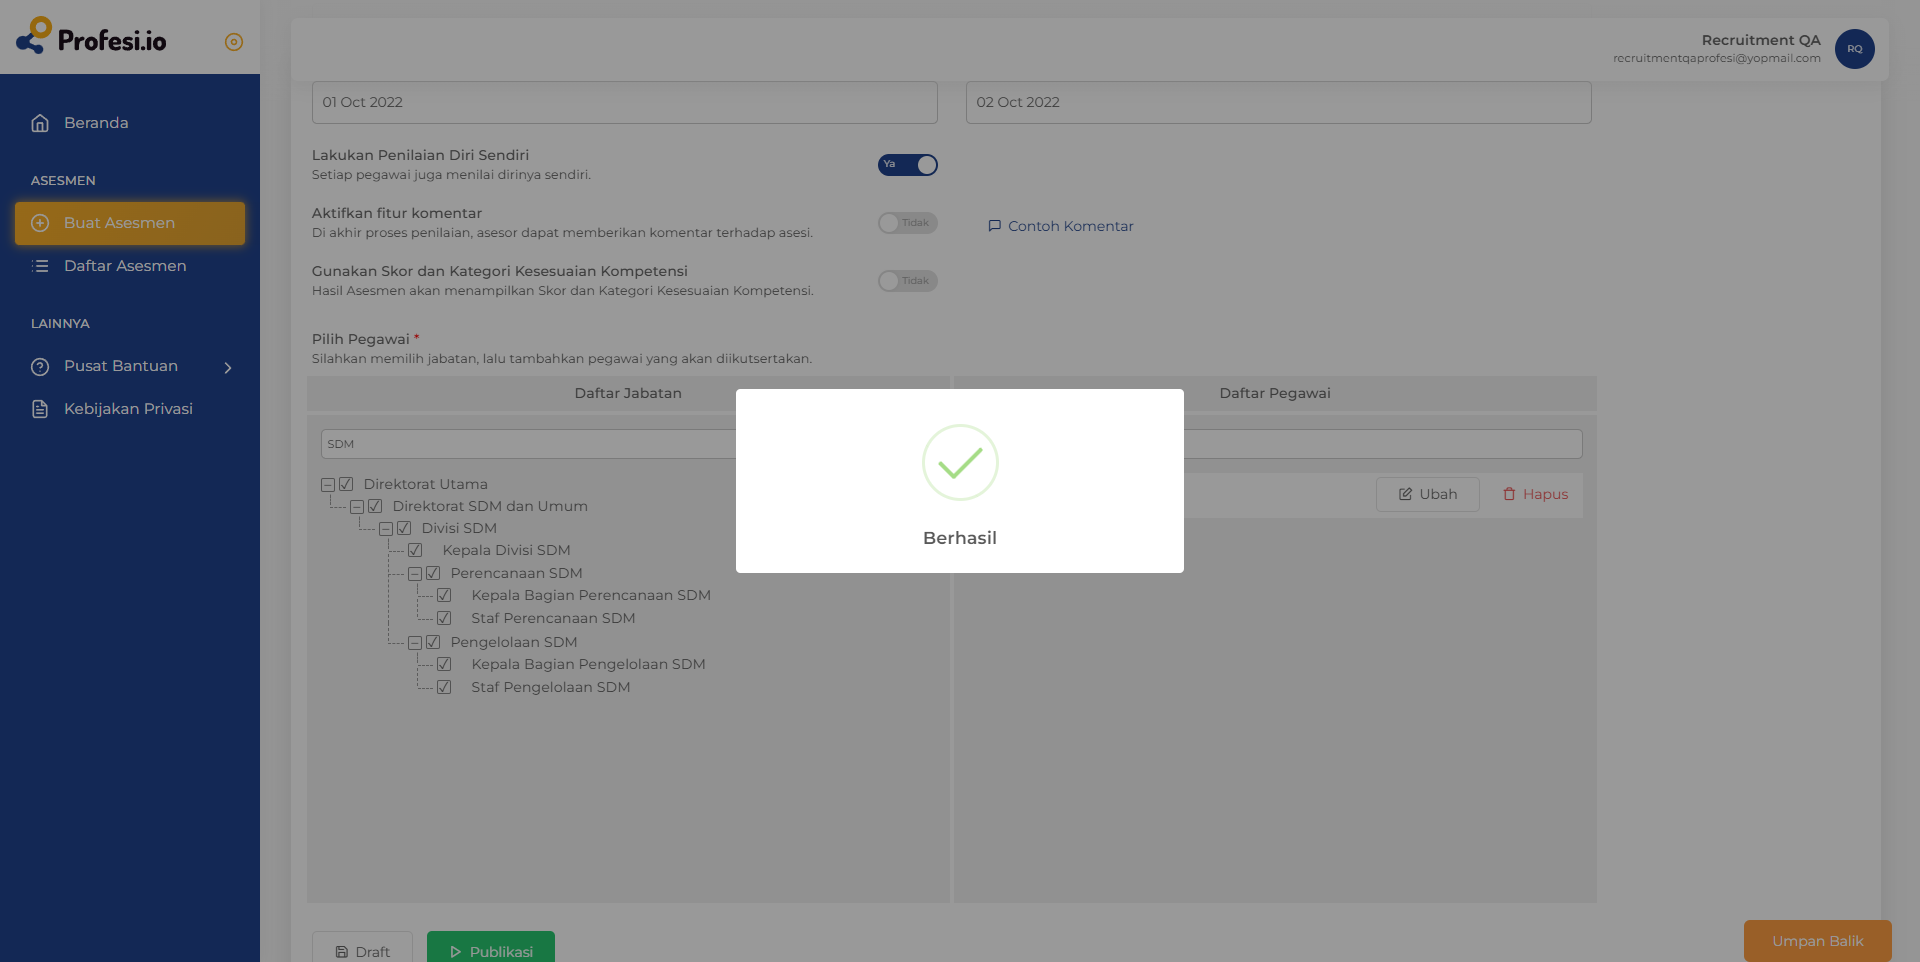 Profesi.io
Recruitment QA
recruitmentqaprofesi@yopmail.com
RQ
Beranda
ASESMEN
Buat Asesmen
Daftar Asesmen
LAINNYA
Pusat Bantuan
Kebijakan Privasi
01 Oct 2022
02 Oct 2022
Lakukan Penilaian Diri Sendiri
Setiap pegawai juga menilai dirinya sendiri.
Ya
Aktifkan fitur komentar
Di akhir proses penilaian, asesor dapat memberikan komentar terhadap asesi.
Tidak
Contoh Komentar
Gunakan Skor dan Kategori Kesesuaian Kompetensi
Hasil Asesmen akan menampilkan Skor dan Kategori Kesesuaian Kompetensi.
Tidak
Pilih Pegawai *
Silahkan memilih jabatan, lalu tambahkan pegawai yang akan diikutsertakan.
Daftar Jabatan
Daftar Pegawai
SDM
Direktorat Utama
Direktorat SDM dan Umum
Divisi SDM
Kepala Divisi SDM
Perencanaan SDM
Kepala Bagian Perencanaan SDM
Staf Perencanaan SDM
Pengelolaan SDM
Kepala Bagian Pengelolaan SDM
Staf Pengelolaan SDM
Ubah
Hapus
Berhasil
Draft
Publikasi
Umpan Balik